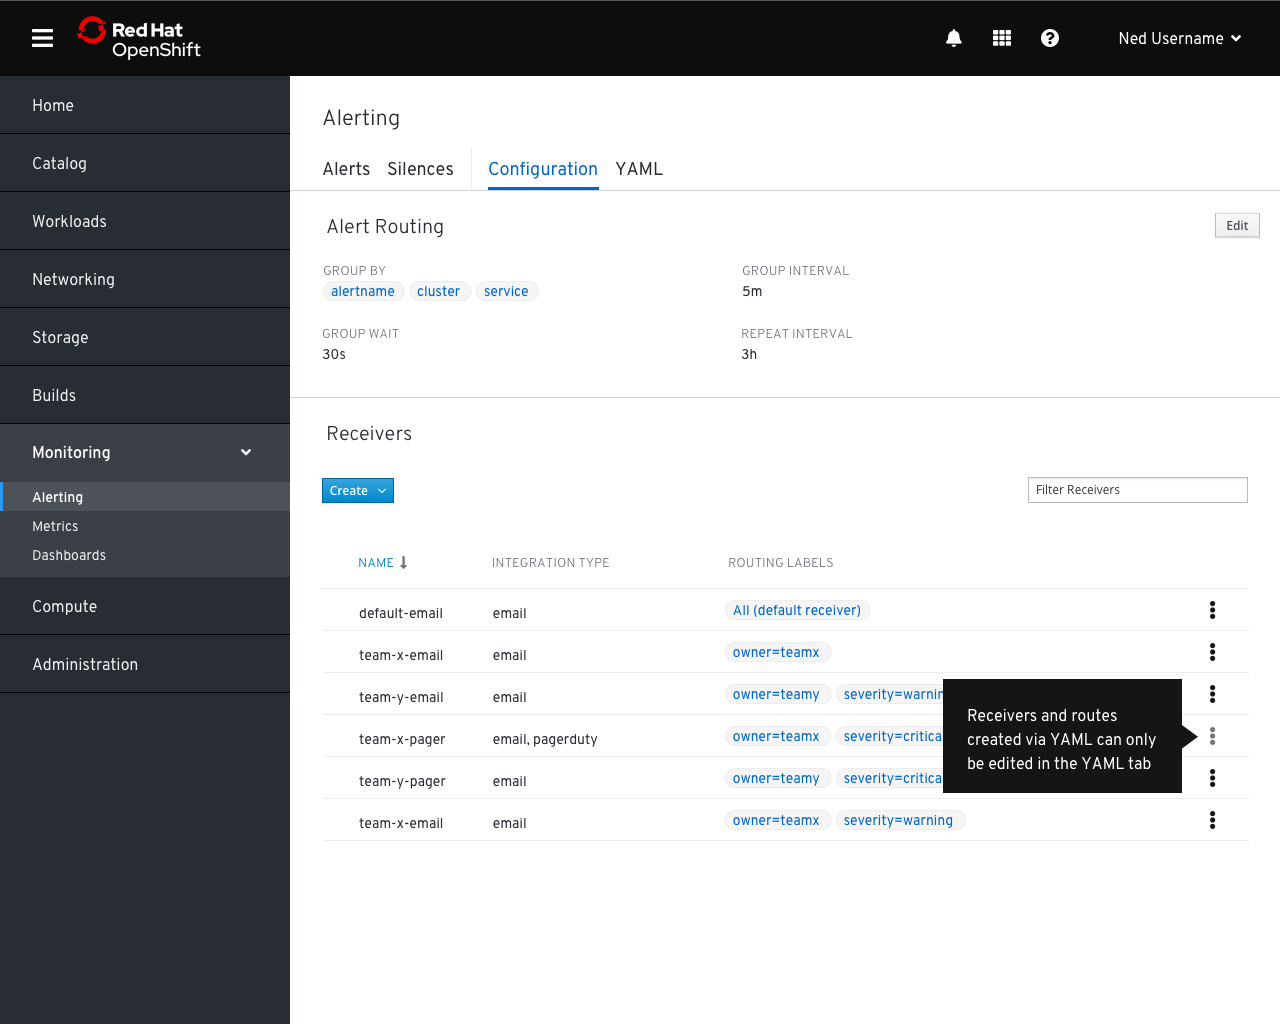 Red Hat
OpenShift
Ned Username
Home
Catalog
Workloads
Networking
Storage
Builds
Monitoring
Alerting
Metrics
Dashboards
Compute
Administration
Alerting
Alerts Silences Configuration YAML
Alert Routing
Edit
GROUP BY
alertname cluster service
GROUP INTERVAL
5m
GROUP WAIT
30s
REPEAT INTERVAL
3h
Receivers
Create
Filter Receivers
NAME INTEGRATION TYPE ROUTING LABELS
default-email email All (default receiver)
team-x-email email owner=teamx
team-y-email email owner=teamy severity=warnin
team-x-pager email, pagerduty owner=teamx severity=critica
team-y-pager email owner=teamy severity=critica
team-x-email email owner=teamx severity=warning
Receivers and routes
created via YAML can only
be edited in the YAML tab